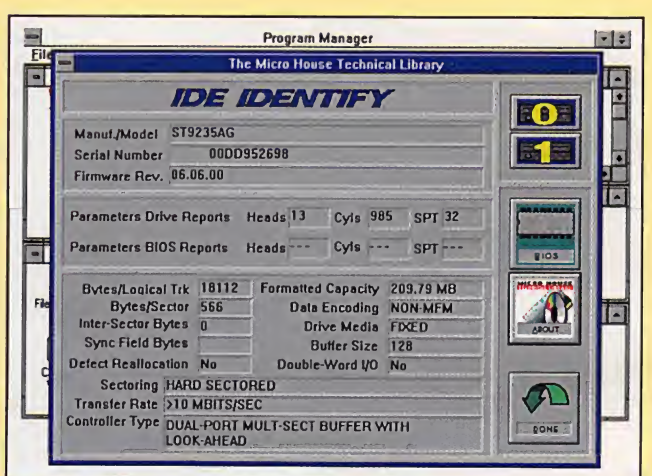 Program Manager
File
The Micro House Technical Library
IDE IDENTIFY
0
1
Manuf./Model ST9235AG
Serial Number 00DD952698
Firmware Rev. 06.06.00
Parameters Drive Reports Heads 13 Cyls 985 SPT 32
Parameters BIOS Reports Heads --- Cyls --- SPT ---
BIOS
Bytes/Logical Trk 18112 Formatted Capacity 209.79 MB
Bytes/Sector 566 Data Encoding NON-MFM
Inter-Sector Bytes 0 Drive Media FIXED
Sync Field Bytes Buffer Size 128
Defect Reallocation No Double-Word I/O No
Sectoring HARD SECTORED
Transfer Rate >10 MBITS/SEC
Controller Type DUAL-PORT MULT-SECT BUFFER WITH
LOOK-AHEAD
MICRO HOUSE
ABOUT
DONE